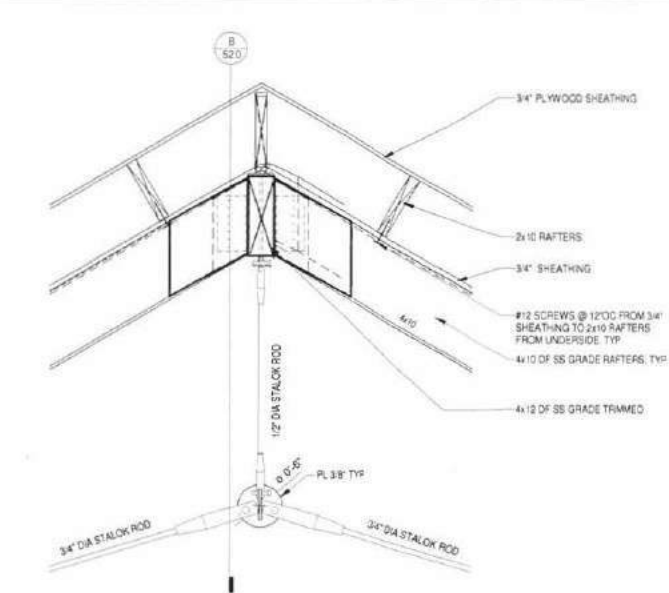 B
520
3/4" PLYWOOD SHEATHING
2x10 RAFTERS
3/4" SHEATHING
#12 SCREWS @ 12"OC FROM 3/4"
SHEATHING TO 2x10 RAFTERS
FROM UNDERSIDE, TYP
4x10
4x10 DF SS GRADE RAFTERS, TYP
4x12 DF SS GRADE TRIMMED
1/2" DIA STALOK ROD
Ø 0'-6"
PL 3/8" TYP
3/4" DIA STALOK ROD
3/4" DIA STALOK ROD